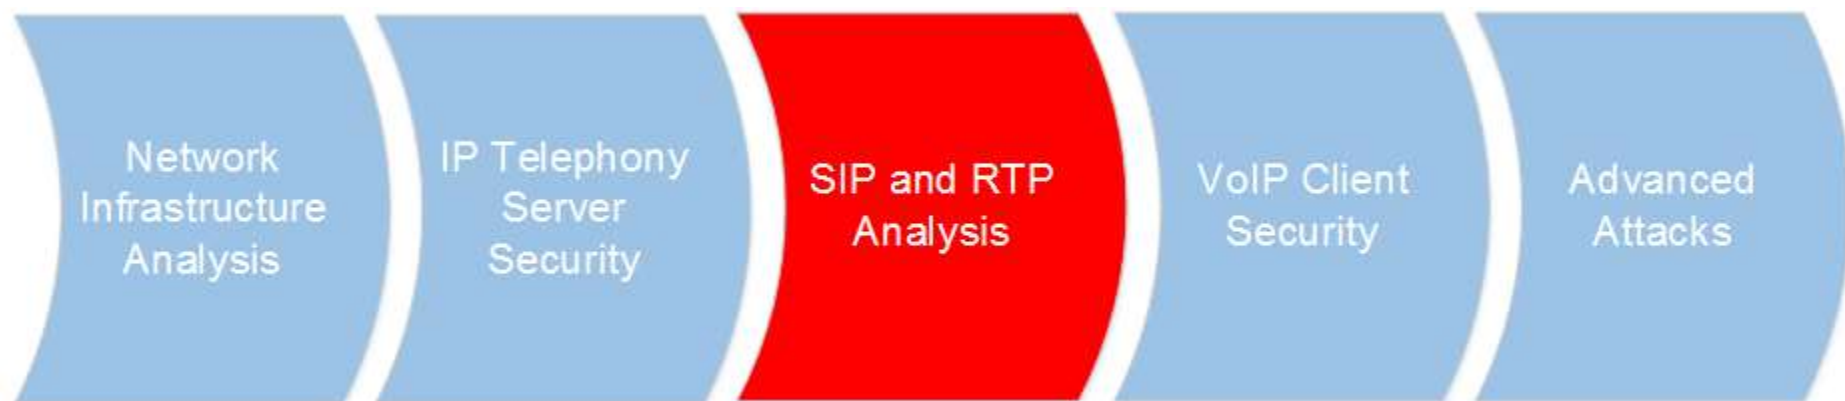 Network
Infrastructure
Analysis
IP Telephony
Server
Security
SIP and RTP
Analysis
VoIP Client
Security
Advanced
Attacks